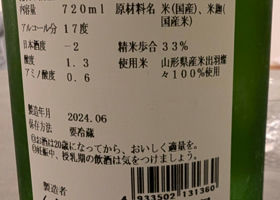 内容量 720ml 原材料名 米(国産)、米麹(
国産米)
アルコール分 17度
日本酒度 -2 精米歩合 33%
酸度 1.3 使用米 山形県産米出羽燦
アミノ酸度 0.6 々100%使用
製造年月 2024.06
保存方法 要冷蔵
①お酒は20歳になってから、おいしく適量を。
②妊娠中、授乳期の飲酒は気をつけましょう。
製造者
4 933502 131360